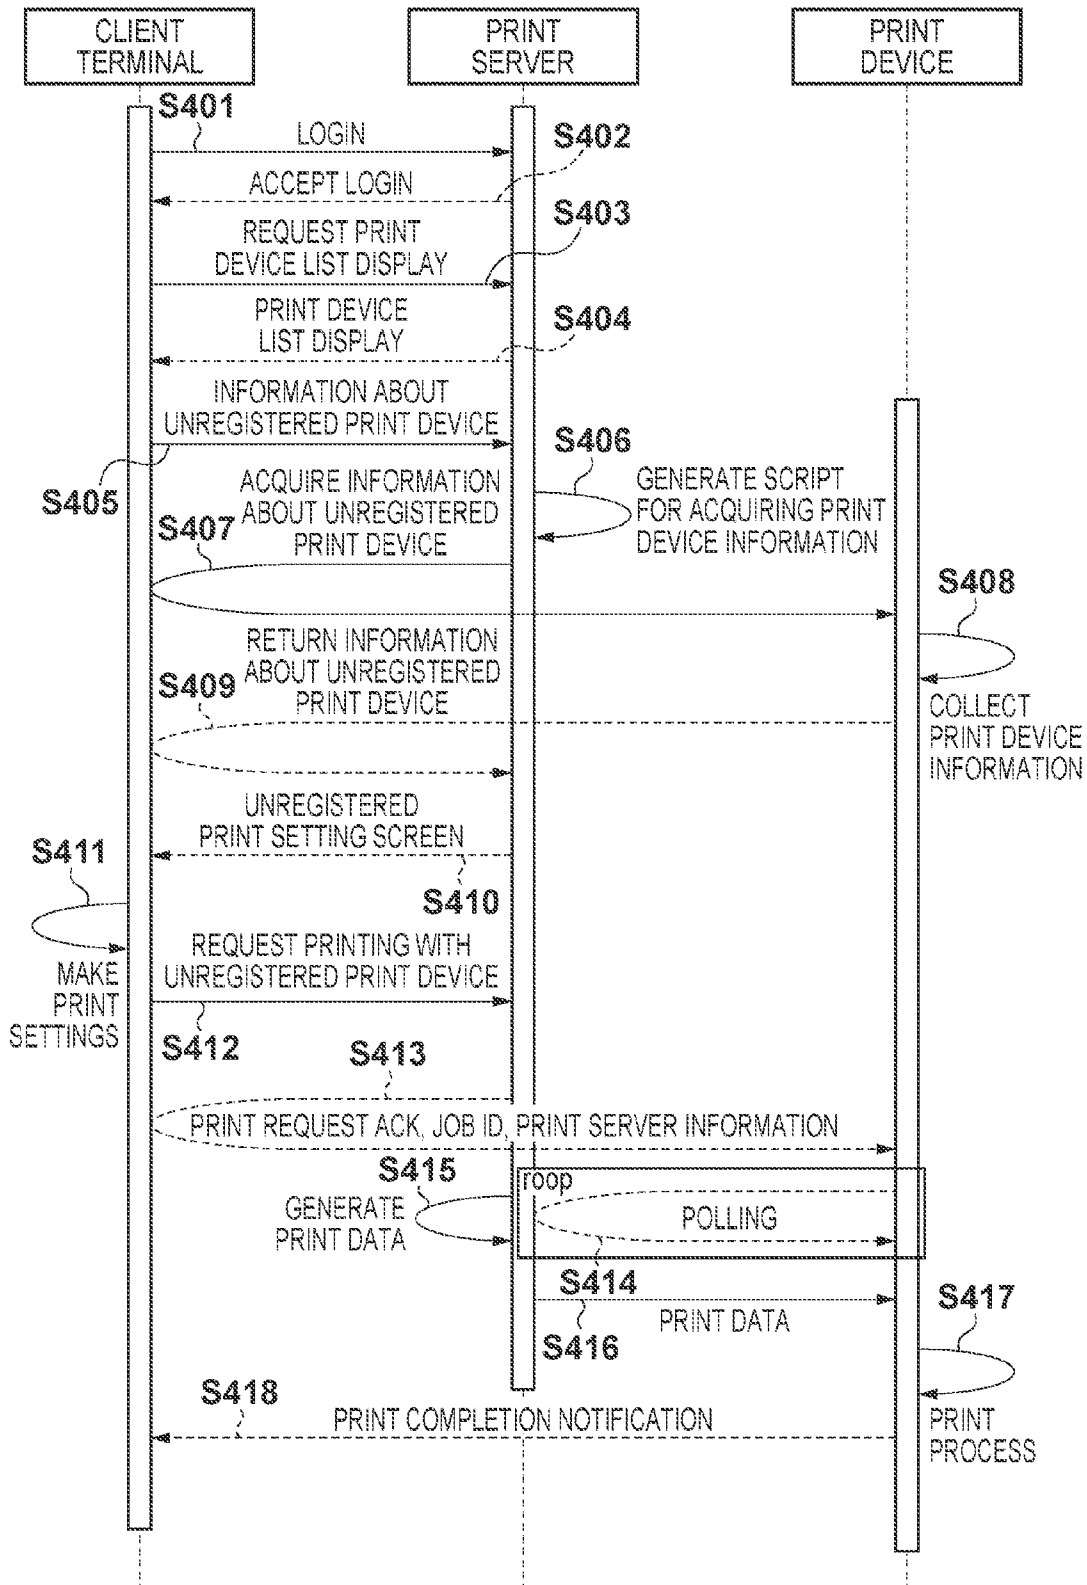 CLIENT
TERMINAL
PRINT
SERVER
PRINT
DEVICE
S401
LOGIN
S402
ACCEPT LOGIN
S403
REQUEST PRINT
DEVICE LIST DISPLAY
PRINT DEVICE
LIST DISPLAY
S404
INFORMATION ABOUT
UNREGISTERED PRINT DEVICE
S405
S406
GENERATE SCRIPT
FOR ACQUIRING PRINT
DEVICE INFORMATION
ACQUIRE INFORMATION
ABOUT UNREGISTERED
PRINT DEVICE
S407
S408
COLLECT
PRINT DEVICE
INFORMATION
RETURN INFORMATION
ABOUT UNREGISTERED
PRINT DEVICE
S409
UNREGISTERED
PRINT SETTING SCREEN
S410
S411
MAKE
PRINT
SETTINGS
REQUEST PRINTING WITH
UNREGISTERED PRINT DEVICE
S412
S413
PRINT REQUEST ACK, JOB ID, PRINT SERVER INFORMATION
S415
GENERATE
PRINT DATA
roop
POLLING
S414
PRINT DATA
S416
S417
PRINT
PROCESS
S418
PRINT COMPLETION NOTIFICATION